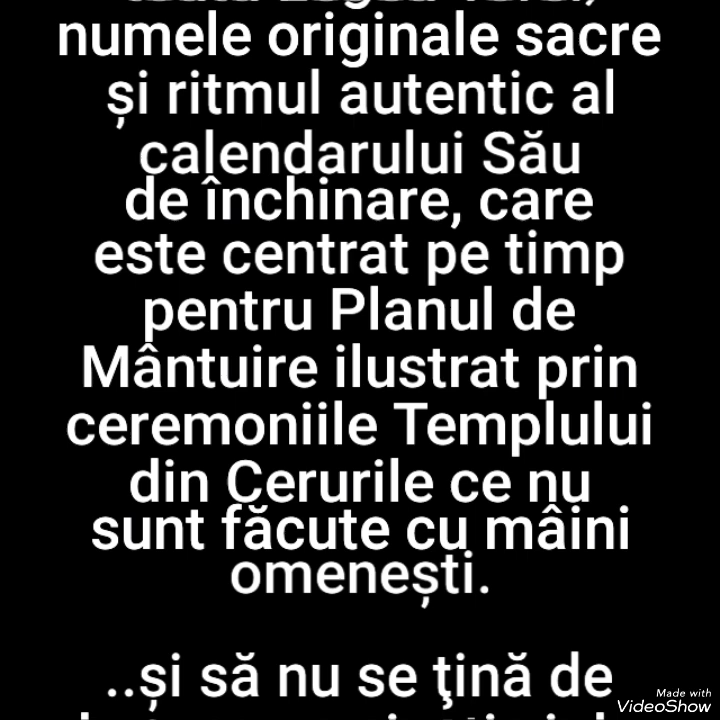 numele originale sacre
și ritmul autentic al
calendarului Său
de închinare, care
este centrat pe timp
pentru Planul de
Mântuire ilustrat prin
ceremoniile Templului
din Cerurile ce nu
sunt făcute cu mâini
omenești.
..și să nu se ţină de
Made with
VideoShow